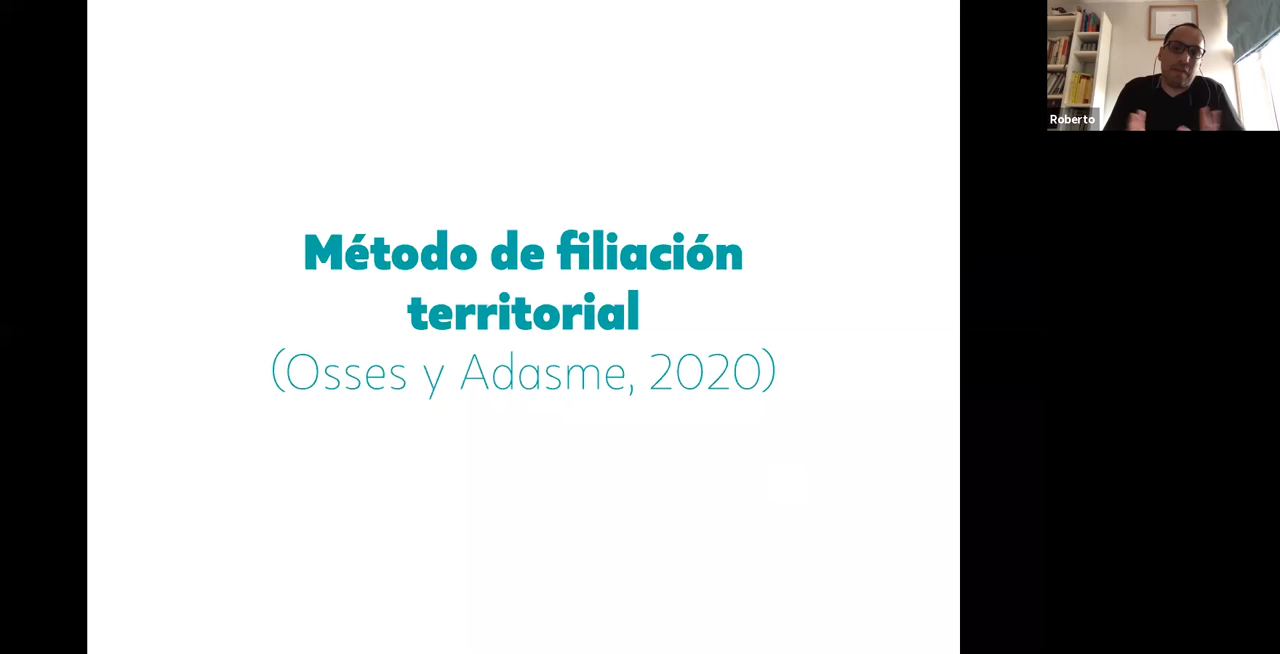 Método de filiación
territorial
(Osses y Adasme, 2020)
Roberto